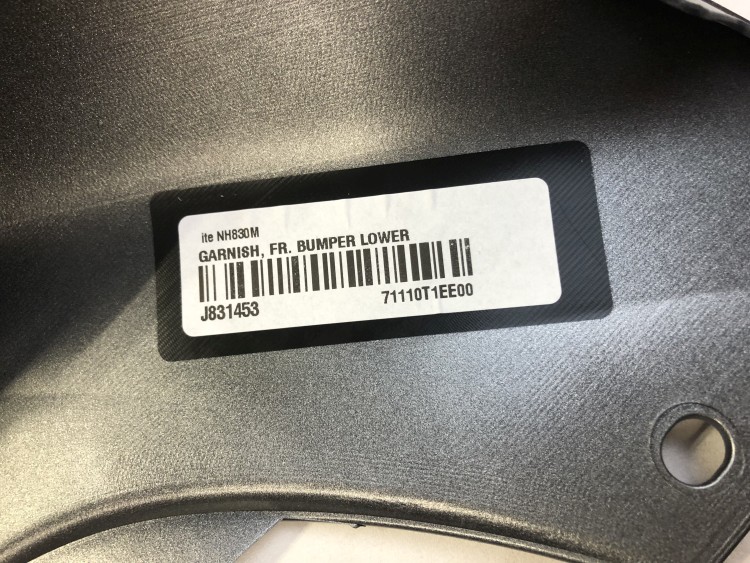 ite NH830M
GARNISH, FR. BUMPER LOWER
J831453 71110T1EE00